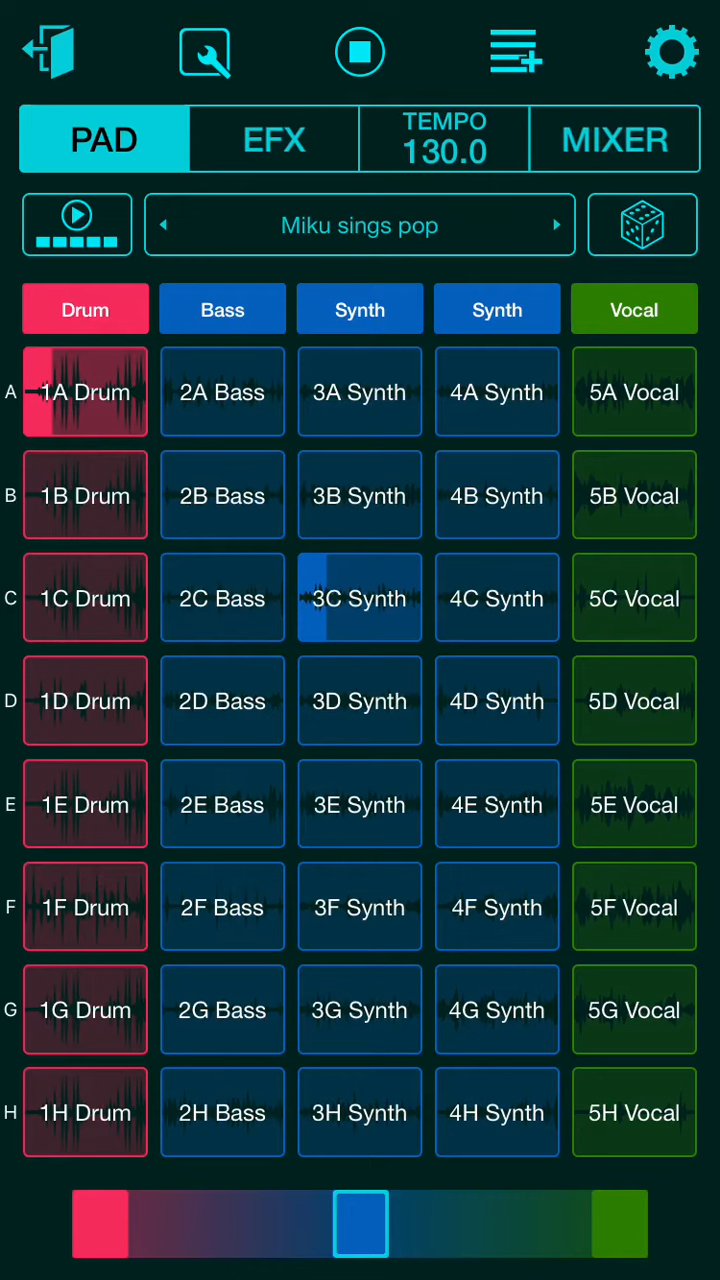 PAD EFX TEMPO 130.0 MIXER
Miku sings pop
Drum Bass Synth Synth Vocal
A 1A Drum 2A Bass 3A Synth 4A Synth 5A Vocal
B 1B Drum 2B Bass 3B Synth 4B Synth 5B Vocal
C 1C Drum 2C Bass 3C Synth 4C Synth 5C Vocal
D 1D Drum 2D Bass 3D Synth 4D Synth 5D Vocal
E 1E Drum 2E Bass 3E Synth 4E Synth 5E Vocal
F 1F Drum 2F Bass 3F Synth 4F Synth 5F Vocal
G 1G Drum 2G Bass 3G Synth 4G Synth 5G Vocal
H 1H Drum 2H Bass 3H Synth 4H Synth 5H Vocal